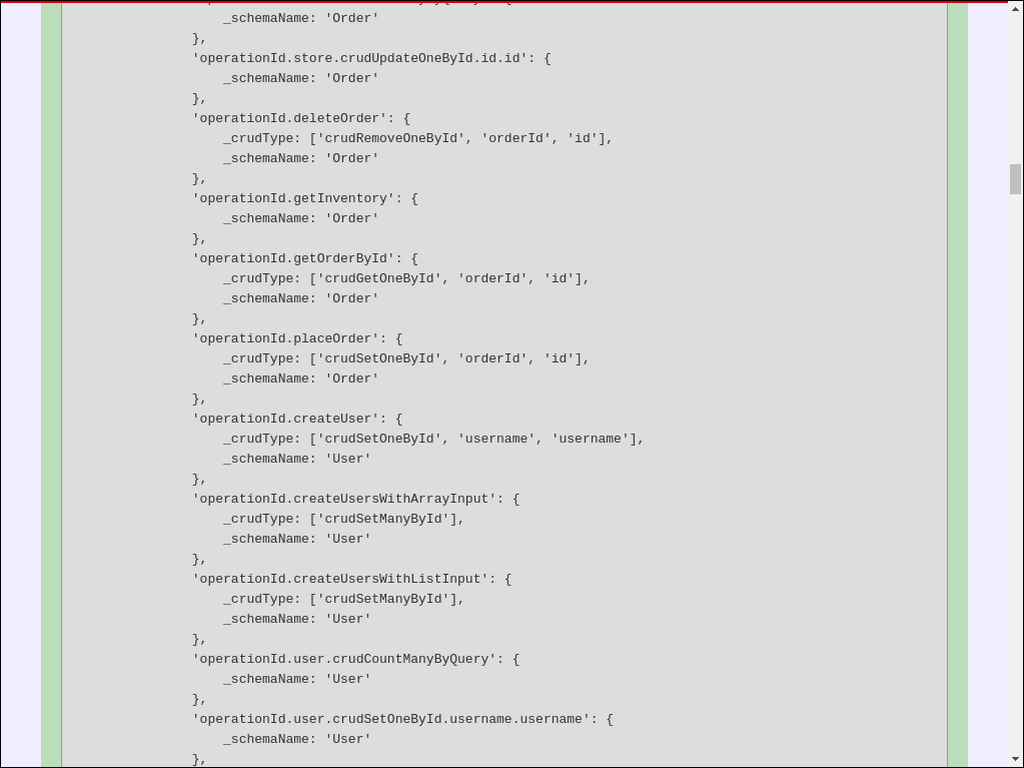 _schemaName: 'Order'
},
'operationId.store.crudUpdateOneById.id.id': {
_schemaName: 'Order'
},
'operationId.deleteOrder': {
_crudType: ['crudRemoveOneById', 'orderId', 'id'],
_schemaName: 'Order'
},
'operationId.getInventory': {
_schemaName: 'Order'
},
'operationId.getOrderById': {
_crudType: ['crudGetOneById', 'orderId', 'id'],
_schemaName: 'Order'
},
'operationId.placeOrder': {
_crudType: ['crudSetOneById', 'orderId', 'id'],
_schemaName: 'Order'
},
'operationId.createUser': {
_crudType: ['crudSetOneById', 'username', 'username'],
_schemaName: 'User'
},
'operationId.createUsersWithArrayInput': {
_crudType: ['crudSetManyById'],
_schemaName: 'User'
},
'operationId.createUsersWithListInput': {
_crudType: ['crudSetManyById'],
_schemaName: 'User'
},
'operationId.user.crudCountManyByQuery': {
_schemaName: 'User'
},
'operationId.user.crudSetOneById.username.username': {
_schemaName: 'User'
},